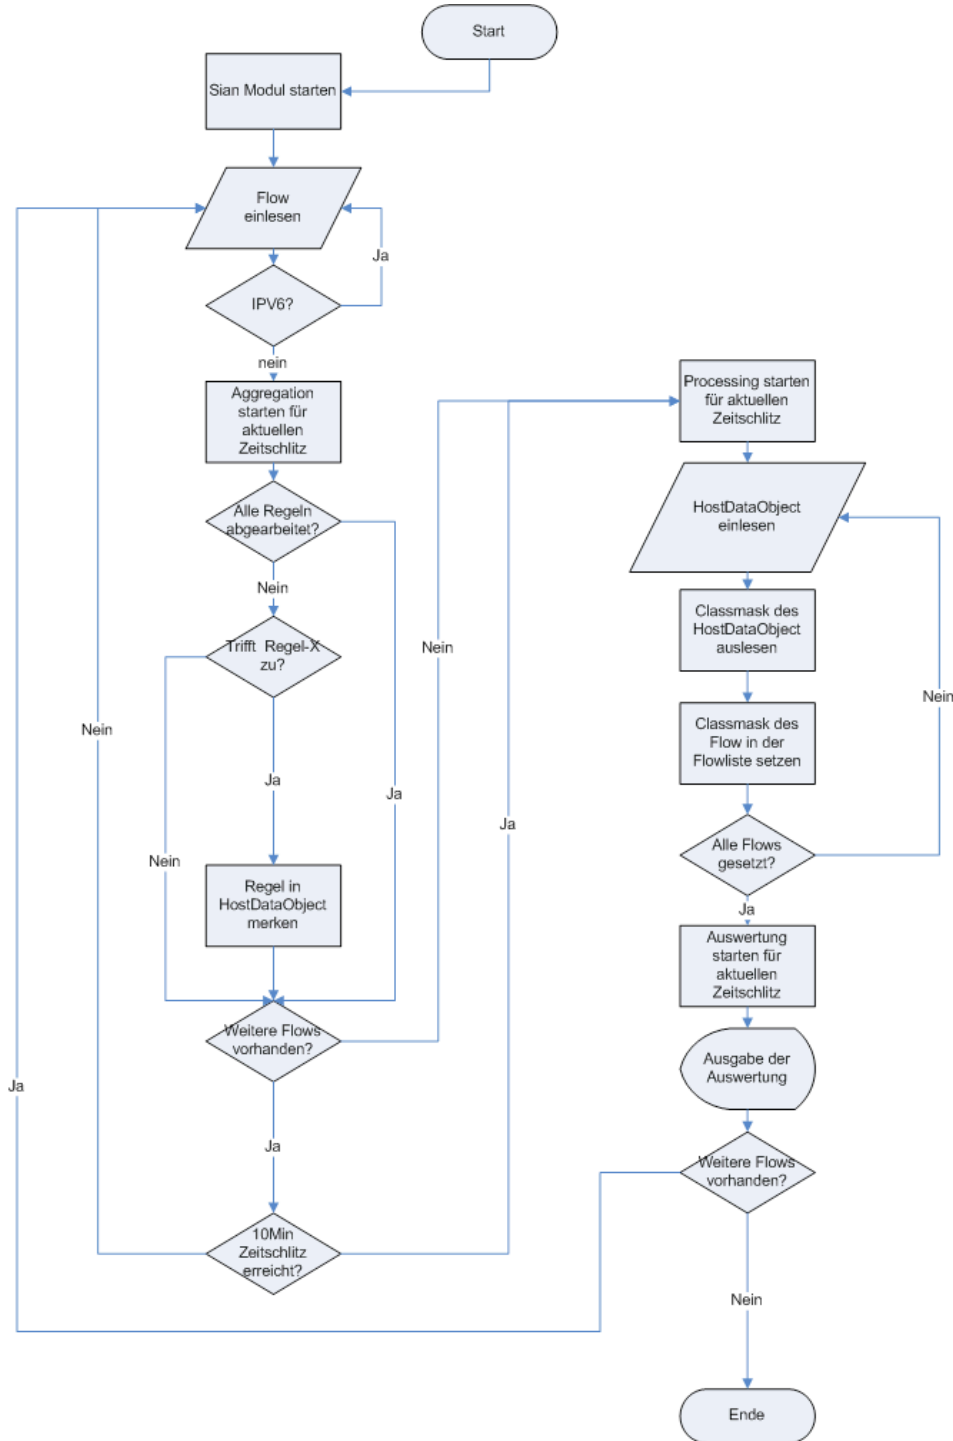 Start
Sian Modul starten
Flow
einlesen
Ja
IPV6?
nein
Aggregation
starten für
aktuellen
Zeitschlitz
Alle Regeln
abgearbeitet?
Nein
Trifft Regel-X
zu?
Nein
Ja
Ja
Nein
Regel in
HostDataObject
merken
Weitere Flows
vorhanden?
Nein
Ja
Ja
10Min
Zeitschlitz
erreicht?
Ja
Processing starten
für aktuellen
Zeitschlitz
HostDataObject
einlesen
Classmask des
HostDataObject
auslesen
Nein
Classmask des
Flow in der
Flowliste setzen
Alle Flows
gesetzt?
Ja
Auswertung
starten für
aktuellen
Zeitschlitz
Ausgabe der
Auswertung
Weitere Flows
vorhanden?
Nein
Ende